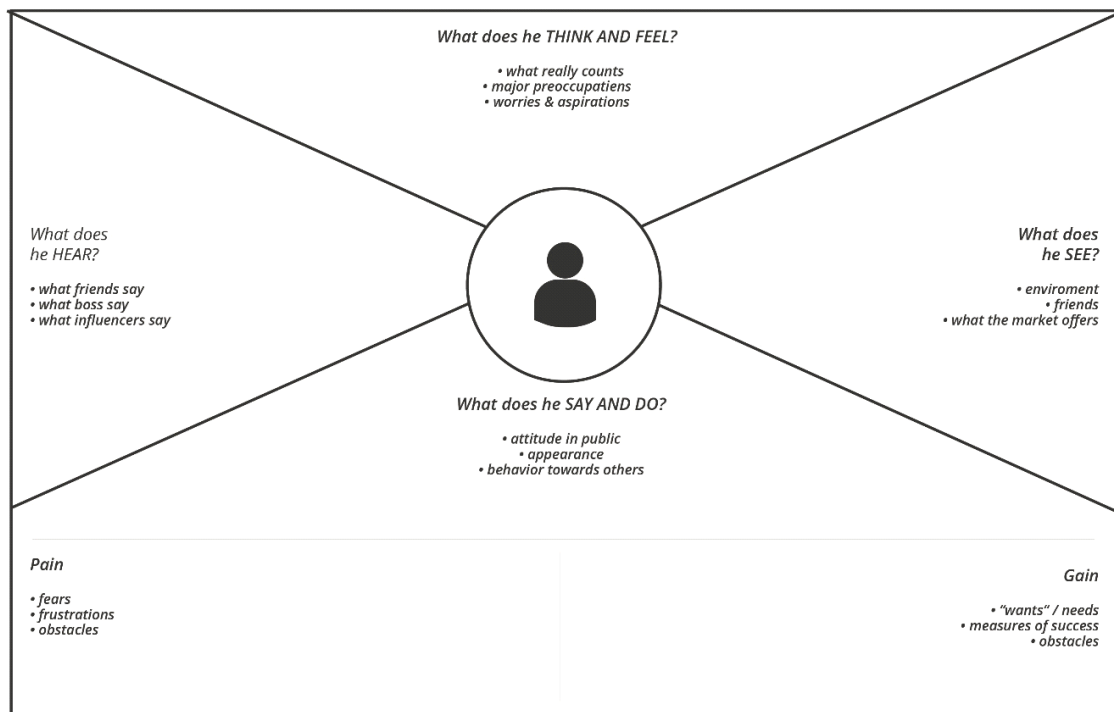 What does he THINK AND FEEL?
• what really counts
• major preoccupatiens
• worries & aspirations
What does
he HEAR?
• what friends say
• what boss say
• what influencers say
What does
he SEE?
• enviroment
• friends
• what the market offers
What does he SAY AND DO?
• attitude in public
• appearance
• behavior towards others
Pain
• fears
• frustrations
• obstacles
Gain
• “wants” / needs
• measures of success
• obstacles